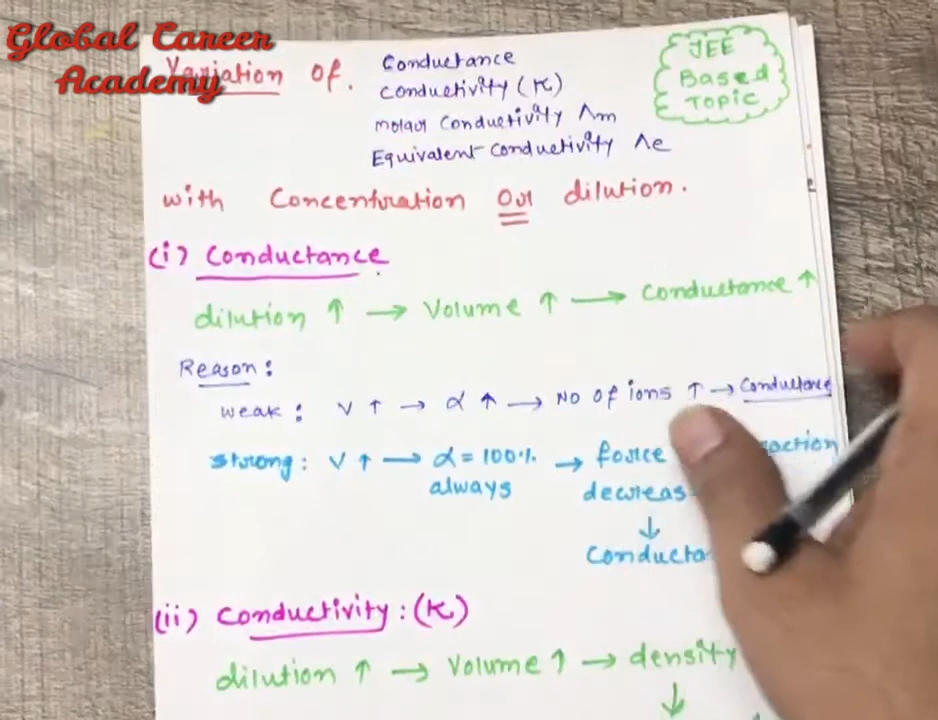 Global Career
Academy
Variation of. Conductance
Conductivity (K)
molar Conductivity Λm
Equivalent Conductivity Λe
JEE
Based
TOPIC
with Concentration Or dilution.
(i) Conductance
dilution ↑ → Volume ↑ → Conductance ↑
Reason:
weak: V ↑ → α ↑ → No of ions ↑ → Conductance
strong: V ↑ → α = 100% → force
always
↓
(ii) Conductivity: (K)
dilution ↑ → Volume ↑ → density
↓